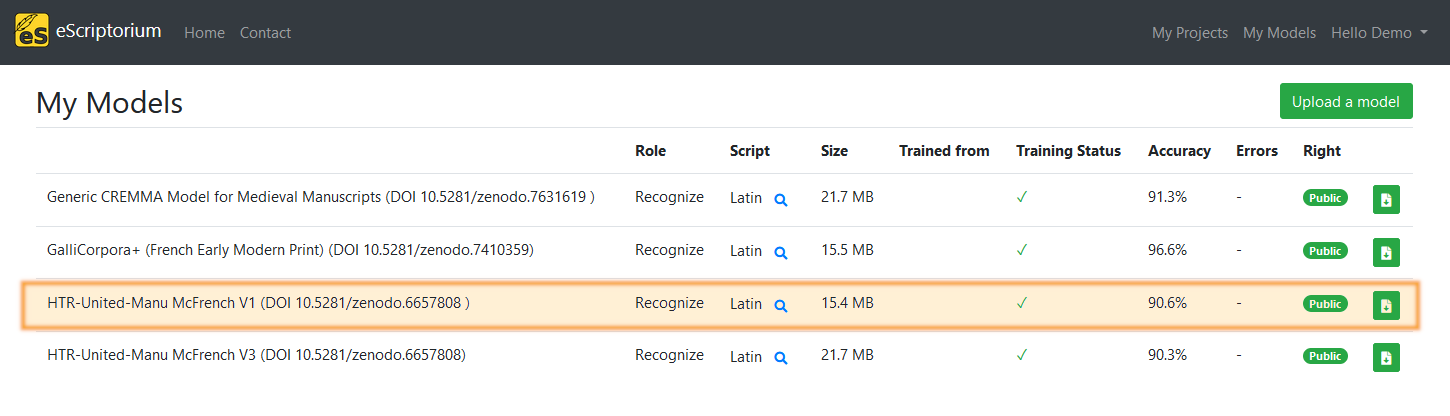 eS eScriptorium Home Contact My Projects My Models Hello Demo
My Models Upload a model
Role Script Size Trained from Training Status Accuracy Errors Right
Generic CREMMA Model for Medieval Manuscripts (DOI 10.5281/zenodo.7631619 ) Recognize Latin 21.7 MB ✓ 91.3% - Public
GalliCorpora+ (French Early Modern Print) (DOI 10.5281/zenodo.7410359) Recognize Latin 15.5 MB ✓ 96.6% - Public
HTR-United-Manu McFrench V1 (DOI 10.5281/zenodo.6657808 ) Recognize Latin 15.4 MB ✓ 90.6% - Public
HTR-United-Manu McFrench V3 (DOI 10.5281/zenodo.6657808) Recognize Latin 21.7 MB ✓ 90.3% - Public